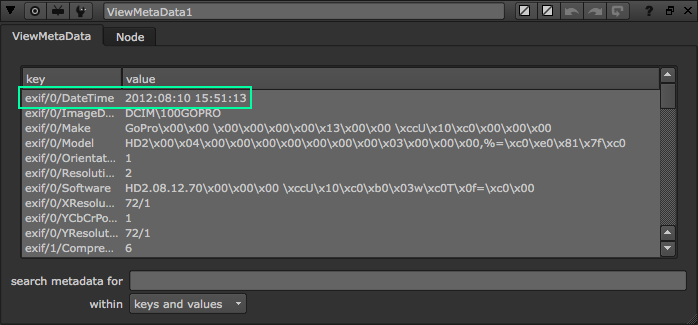 ViewMetaData1
ViewMetaData Node
key value
exif/0/DateTime 2012:08:10 15:51:13
exif/0/ImageD... DCIM\100GOPRO
exif/0/Make GoPro\x00\x00 \x00\x00\x00\x00\x13\x00\x00 \xccU\x10\xc0\x00\x00\x00
exif/0/Model HD2\x00\x04\x00\x00\x00\x00\x00\x00\x03\x00\x00\x00,%=\xc0\xe0\x81\x7f\xc0
exif/0/Orientat... 1
exif/0/Resoluti... 2
exif/0/Software HD2.08.12.70\x00\x00\x00 \xccU\x10\xc0\xb0\x03w\xc0T\x0f=\xc0\x00
exif/0/XResolu... 72/1
exif/0/YCbCrPo... 1
exif/0/YResolut... 72/1
exif/1/Compre... 6
search metadata for
within keys and values